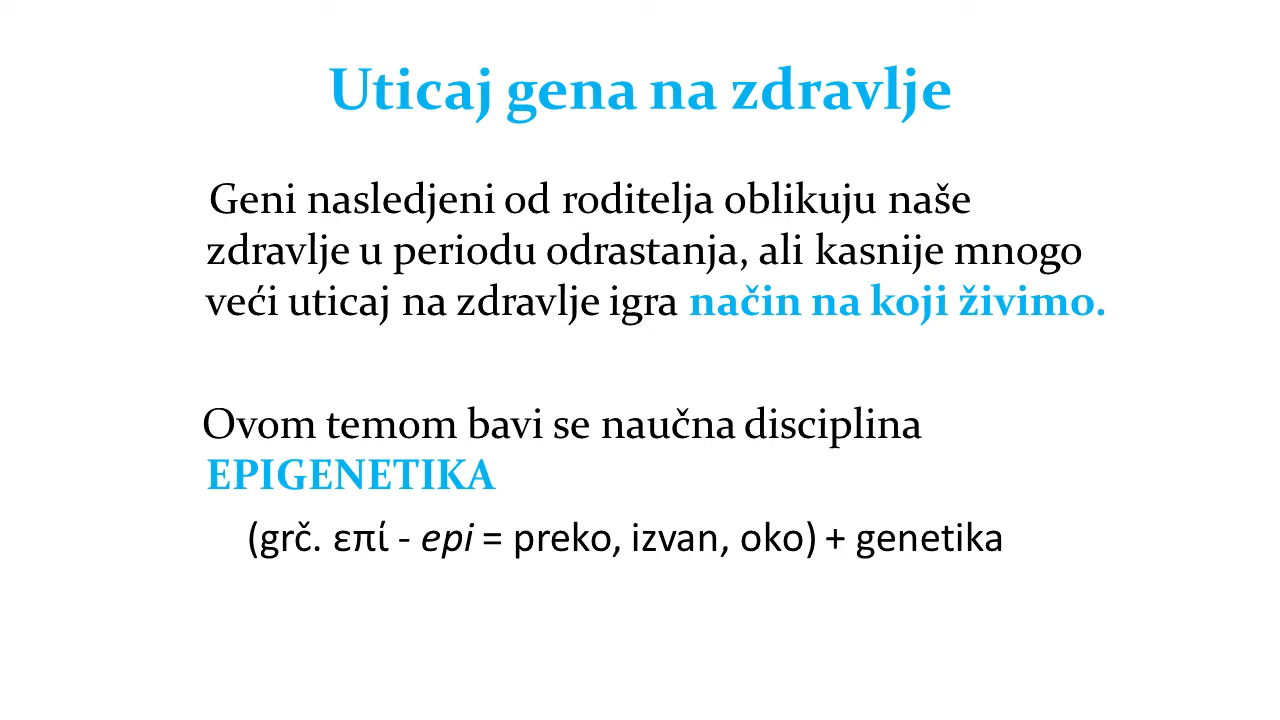 Uticaj gena na zdravlje
Geni nasledjeni od roditelja oblikuju naše
zdravlje u periodu odrastanja, ali kasnije mnogo
veći uticaj na zdravlje igra način na koji živimo.
Ovom temom bavi se naučna disciplina
EPIGENETIKA
(grč. επί - epi = preko, izvan, oko) + genetika